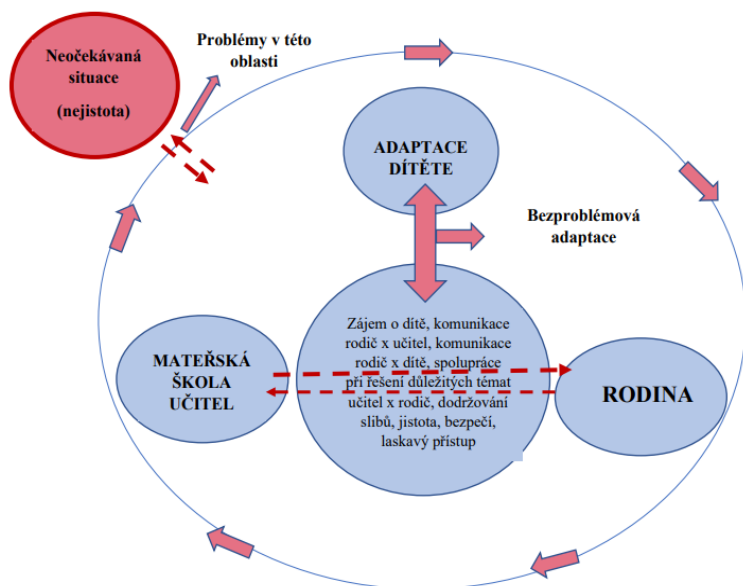 Neočekávaná
situace
(nejistota)
Problémy v této
oblasti
ADAPTACE
DÍTĚTE
Bezproblémová
adaptace
MATEŘSKÁ
ŠKOLA
UČITEL
Zájem o dítě, komunikace
rodič x učitel, komunikace
rodič x dítě, spolupráce
při řešení důležitých témat
učitel x rodič, dodržování
slibů, jistota, bezpečí,
laskavý přístup
RODINA